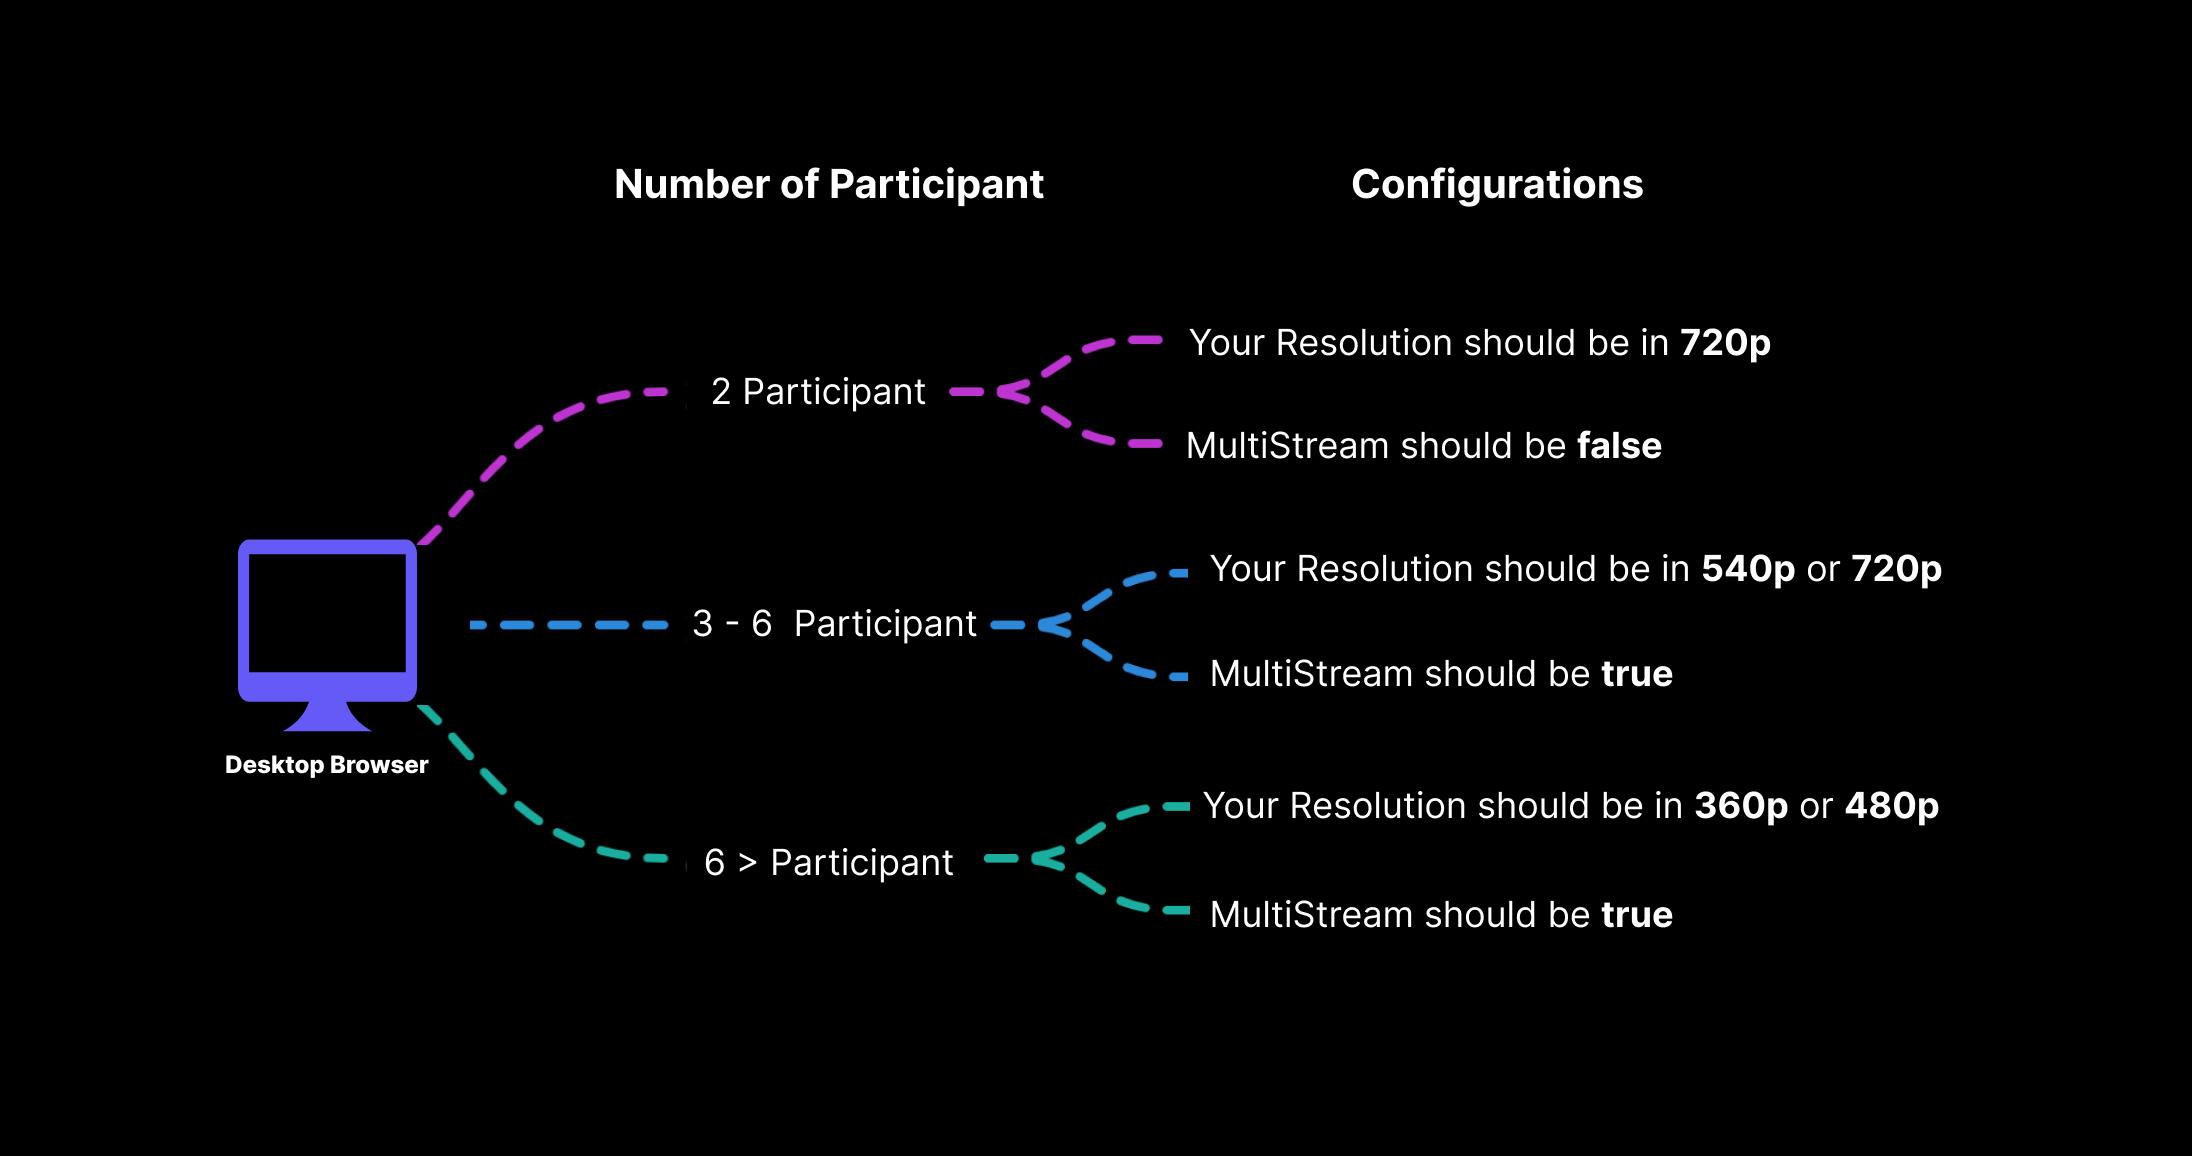 Number of Participant
Configurations
2 Participant
Your Resolution should be in 720p
MultiStream should be false
3 - 6 Participant
Your Resolution should be in 540p or 720p
MultiStream should be true
Desktop Browser
6 > Participant
Your Resolution should be in 360p or 480p
MultiStream should be true